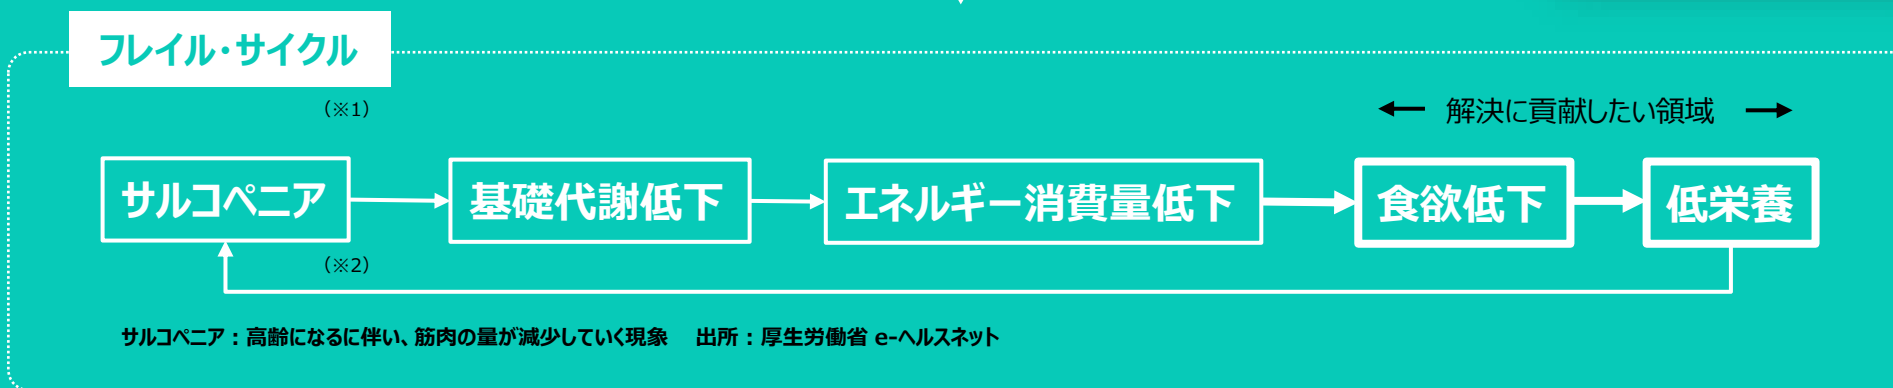 フレイル・サイクル
（※1）
解決に貢献したい領域
サルコペニア
基礎代謝低下
エネルギー消費量低下
食欲低下
低栄養
（※2）
サルコペニア：高齢になるに伴い、筋肉の量が減少していく現象　出所：厚生労働省 e-ヘルスネット